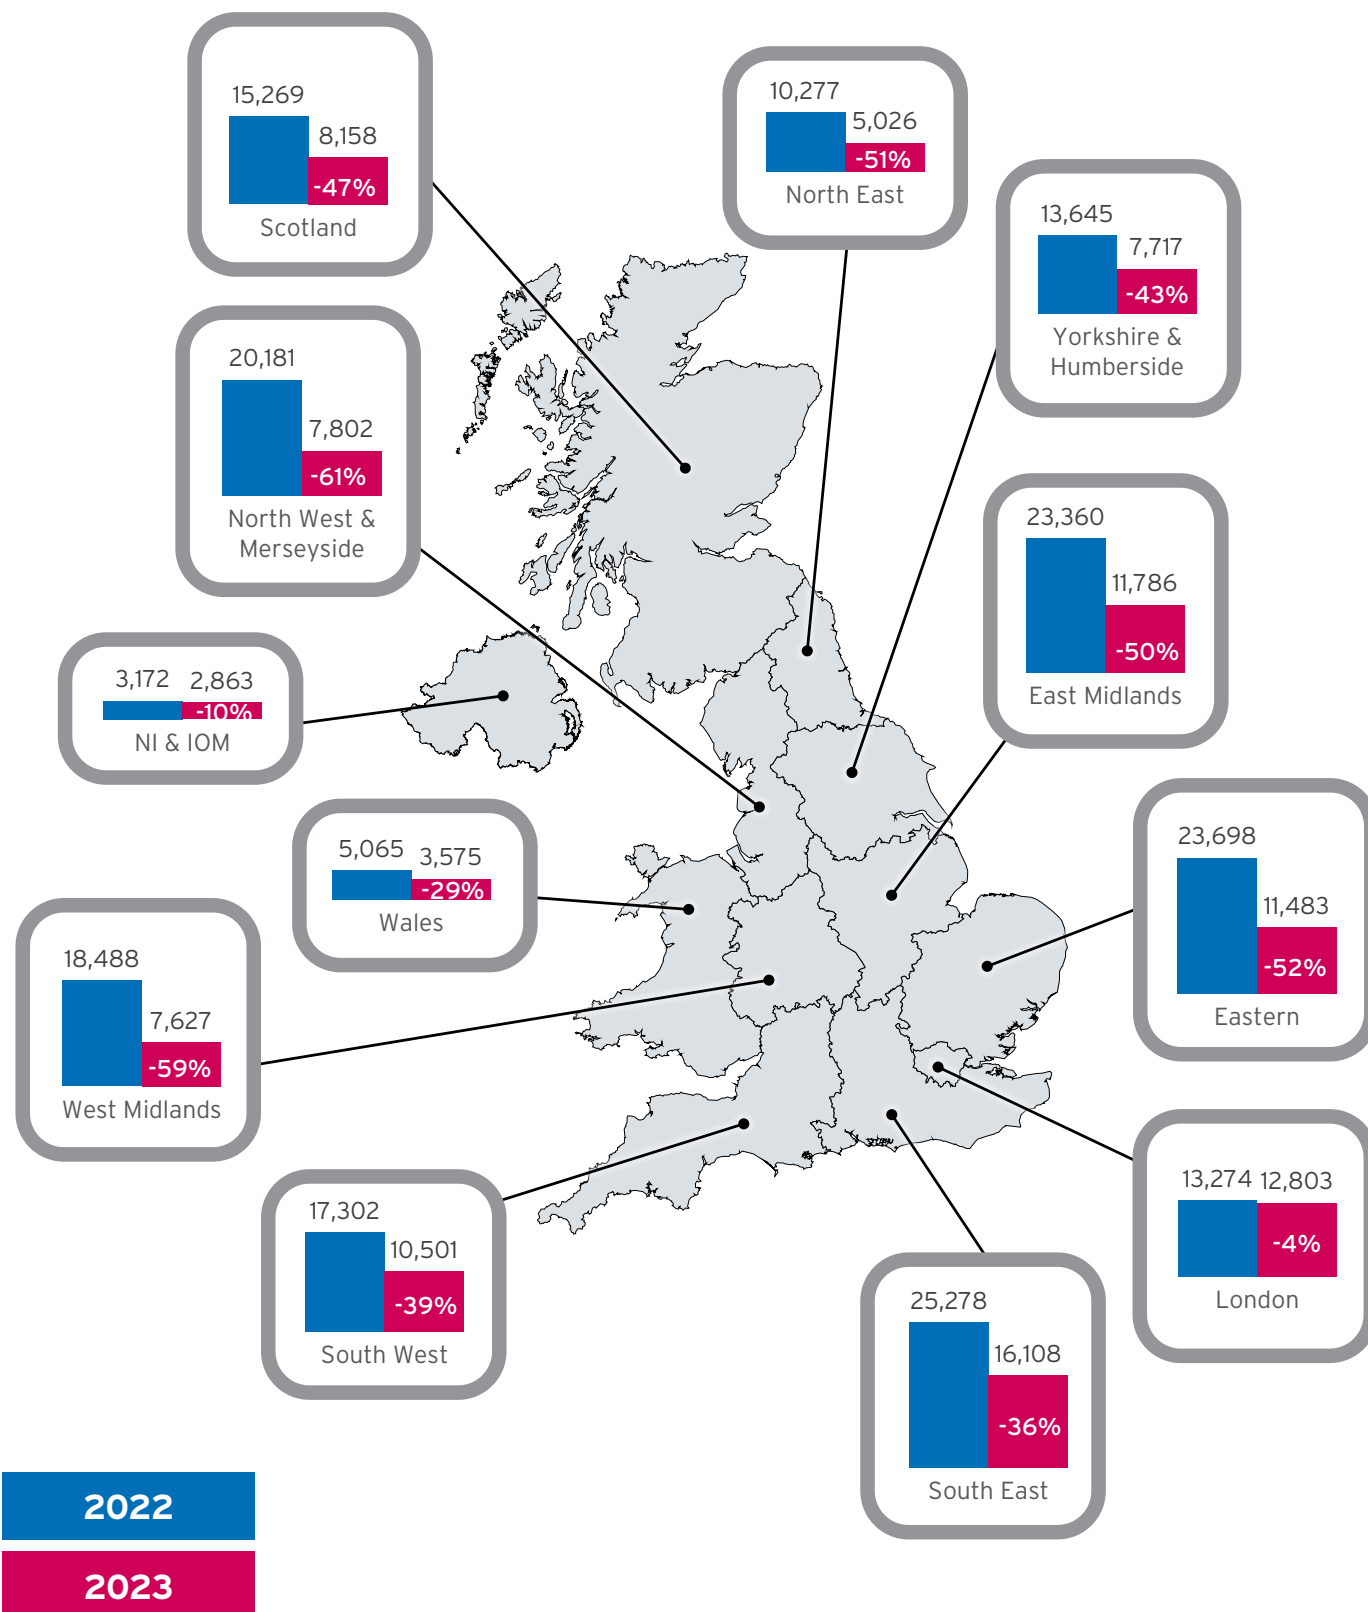 15,269
8,158
-47%
Scotland
10,277
5,026
-51%
North East
13,645
7,717
-43%
Yorkshire &
Humberside
20,181
7,802
-61%
North West &
Merseyside
23,360
11,786
-50%
East Midlands
3,172 2,863
-10%
NI & IOM
5,065 3,575
-29%
Wales
23,698
11,483
-52%
Eastern
18,488
7,627
-59%
West Midlands
13,274 12,803
-4%
London
17,302
10,501
-39%
South West
25,278
16,108
-36%
South East
2022
2023